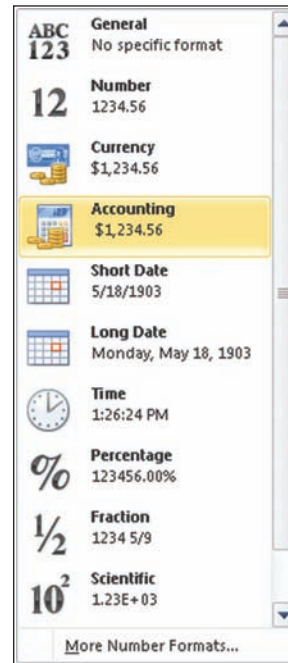 ABC
123
General
No specific format
12
Number
1234.56
Currency
$1,234.56
Accounting
$1,234.56
Short Date
5/18/1903
Long Date
Monday, May 18, 1903
Time
1:26:24 PM
%
Percentage
123456.00%
1/2
Fraction
1234 5/9
10²
Scientific
1.23E+03
More Number Formats...